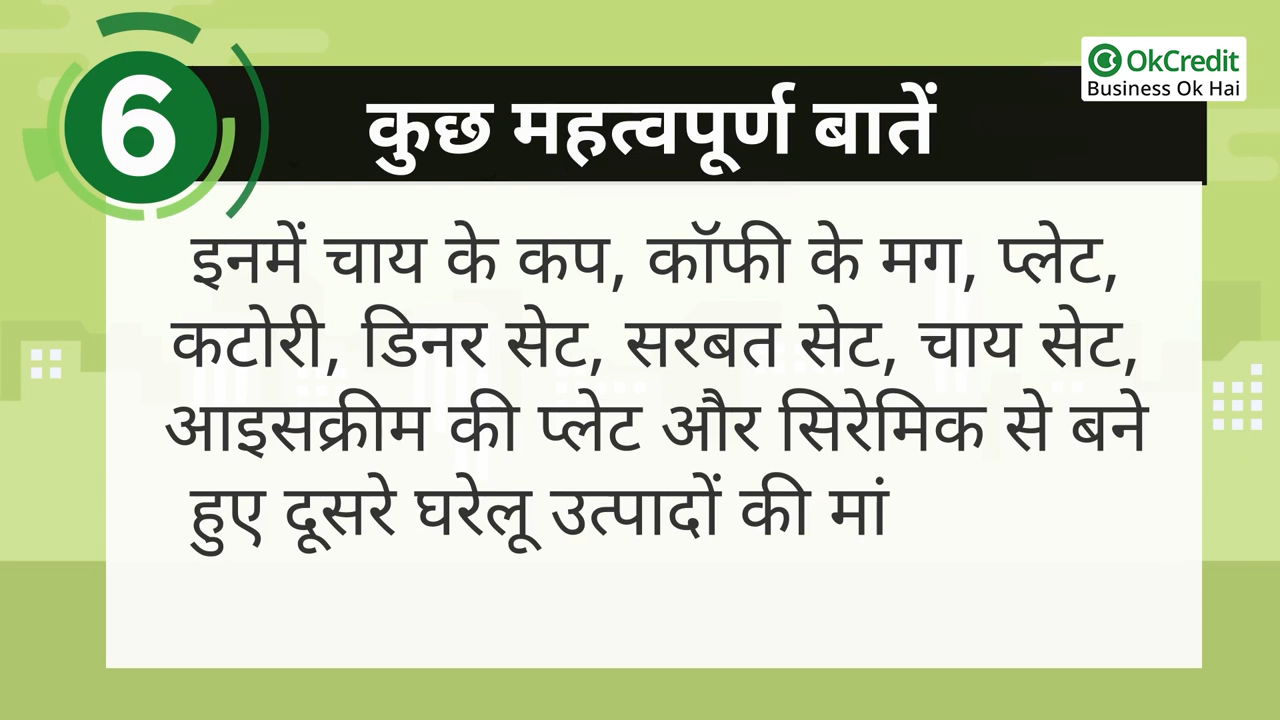 6
कुछ महत्वपूर्ण बातें
OkCredit
Business Ok Hai
इनमें चाय के कप, कॉफी के मग, प्लेट,
कटोरी, डिनर सेट, सरबत सेट, चाय सेट,
आइसक्रीम की प्लेट और सिरेमिक से बने
हुए दूसरे घरेलू उत्पादों की मां